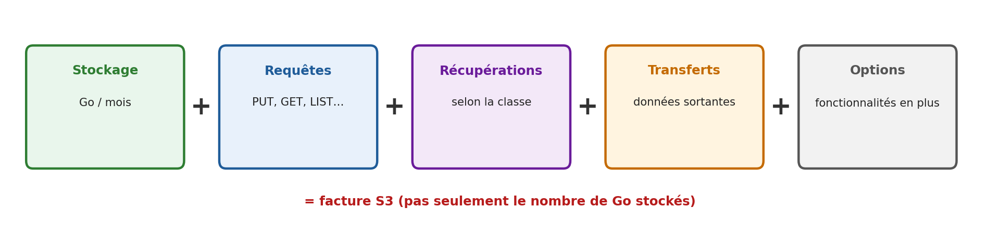 Stockage
Go / mois
+
Requêtes
PUT, GET, LIST…
+
Récupérations
selon la classe
+
Transferts
données sortantes
+
Options
fonctionnalités en plus
= facture S3 (pas seulement le nombre de Go stockés)